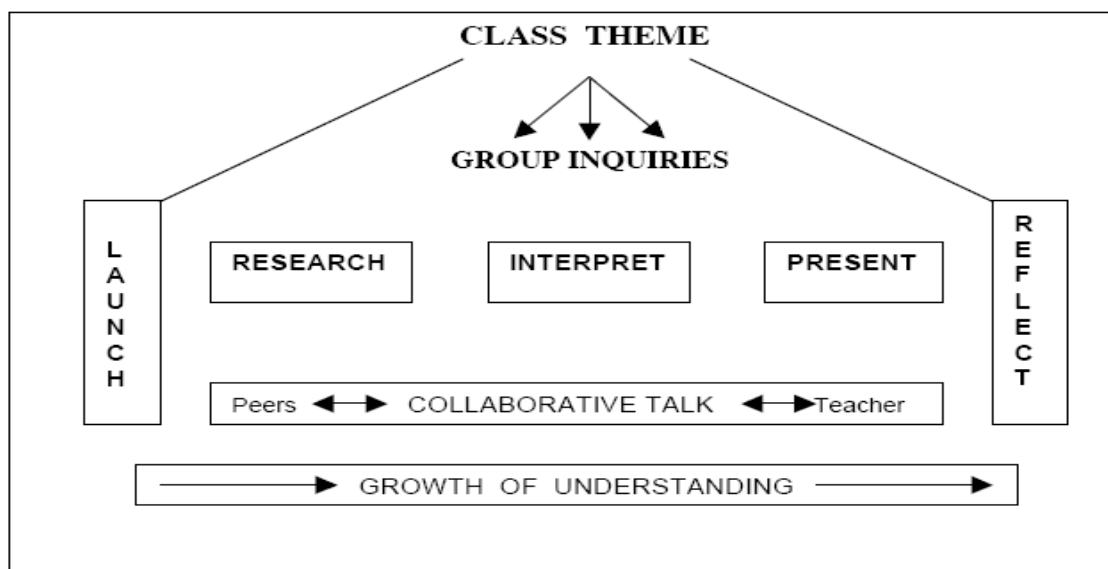 CLASS THEME
GROUP INQUIRIES
LAUNCH
RESEARCH
INTERPRET
PRESENT
REFLECT
Peers COLLABORATIVE TALK Teacher
GROWTH OF UNDERSTANDING